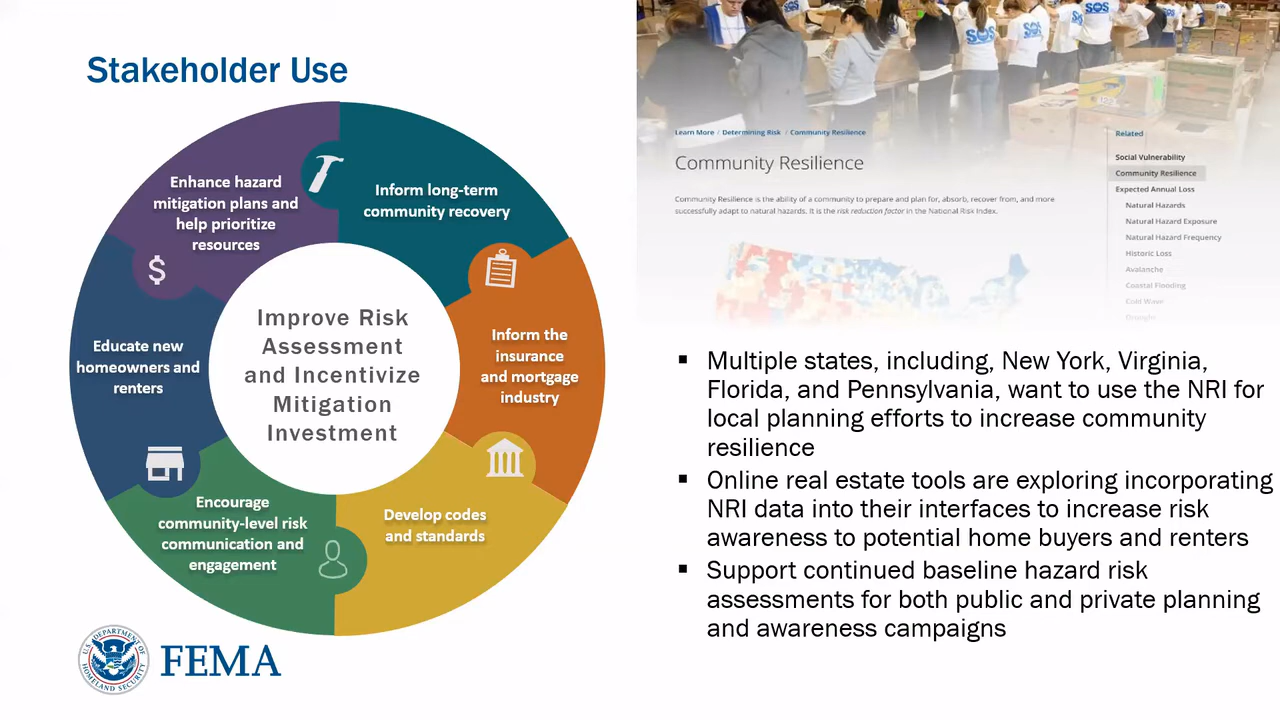 Stakeholder Use
Enhance hazard
mitigation plans and
help prioritize
resources
Inform long-term
community recovery
Inform the
insurance
and mortgage
industry
Develop codes
and standards
Encourage
community-level risk
communication and
engagement
Educate new
homeowners and
renters
$
Improve Risk
Assessment
and Incentivize
Mitigation
Investment
U.S. DEPARTMENT OF
HOMELAND SECURITY
FEMA
SOS
SOS
SOS
SOS
Learn More / Determining Risk / Community Resilience
Community Resilience
Community Resilience is the ability of a community to prepare and plan for, absorb, recover from, and more
successfully adapt to natural hazards. It is the risk reduction factor in the National Risk Index.
Related
Social Vulnerability
Community Resilience
Expected Annual Loss
Natural Hazards
Natural Hazard Exposure
Natural Hazard Frequency
Historic Loss
Avalanche
Coastal Flooding
Cold Wave
Drought
▪ Multiple states, including, New York, Virginia,
Florida, and Pennsylvania, want to use the NRI for
local planning efforts to increase community
resilience
▪ Online real estate tools are exploring incorporating
NRI data into their interfaces to increase risk
awareness to potential home buyers and renters
▪ Support continued baseline hazard risk
assessments for both public and private planning
and awareness campaigns